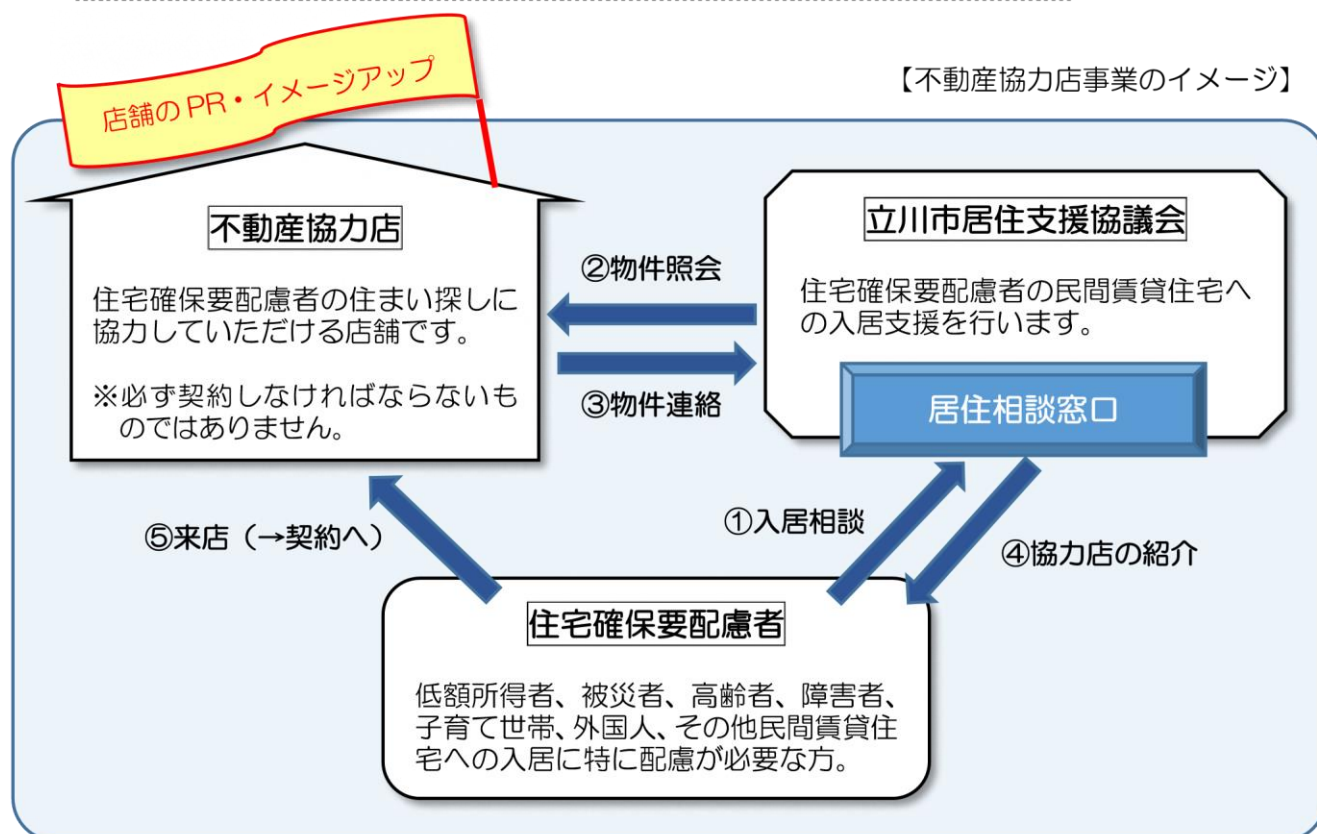 店舗のPR・イメージアップ
【不動産協力店事業のイメージ】
不動産協力店
住宅確保要配慮者の住まい探しに
協力していただける店舗です。
※必ず契約しなければならないも
のではありません。
②物件照会
③物件連絡
立川市居住支援協議会
住宅確保要配慮者の民間賃貸住宅へ
の入居支援を行います。
居住相談窓口
⑤来店（→契約へ）
①入居相談
④協力店の紹介
住宅確保要配慮者
低額所得者、被災者、高齢者、障害者、
子育て世帯、外国人、その他民間賃貸住
宅への入居に特に配慮が必要な方。